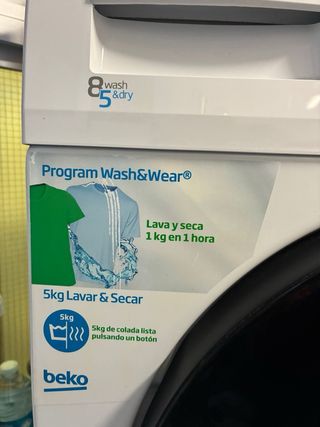 8 wash
5 &dry
Program Wash&Wear®
Lava y seca
1 kg en 1 hora
5kg Lavar & Secar
5kg
5kg de colada lista
pulsando un botón
beko